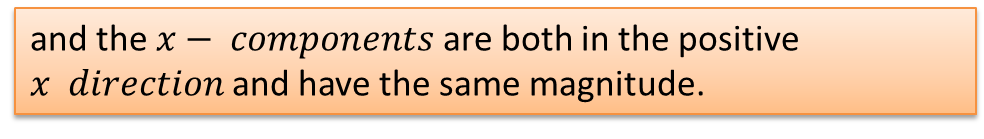 and the x − components are both in the positive
x direction and have the same magnitude.